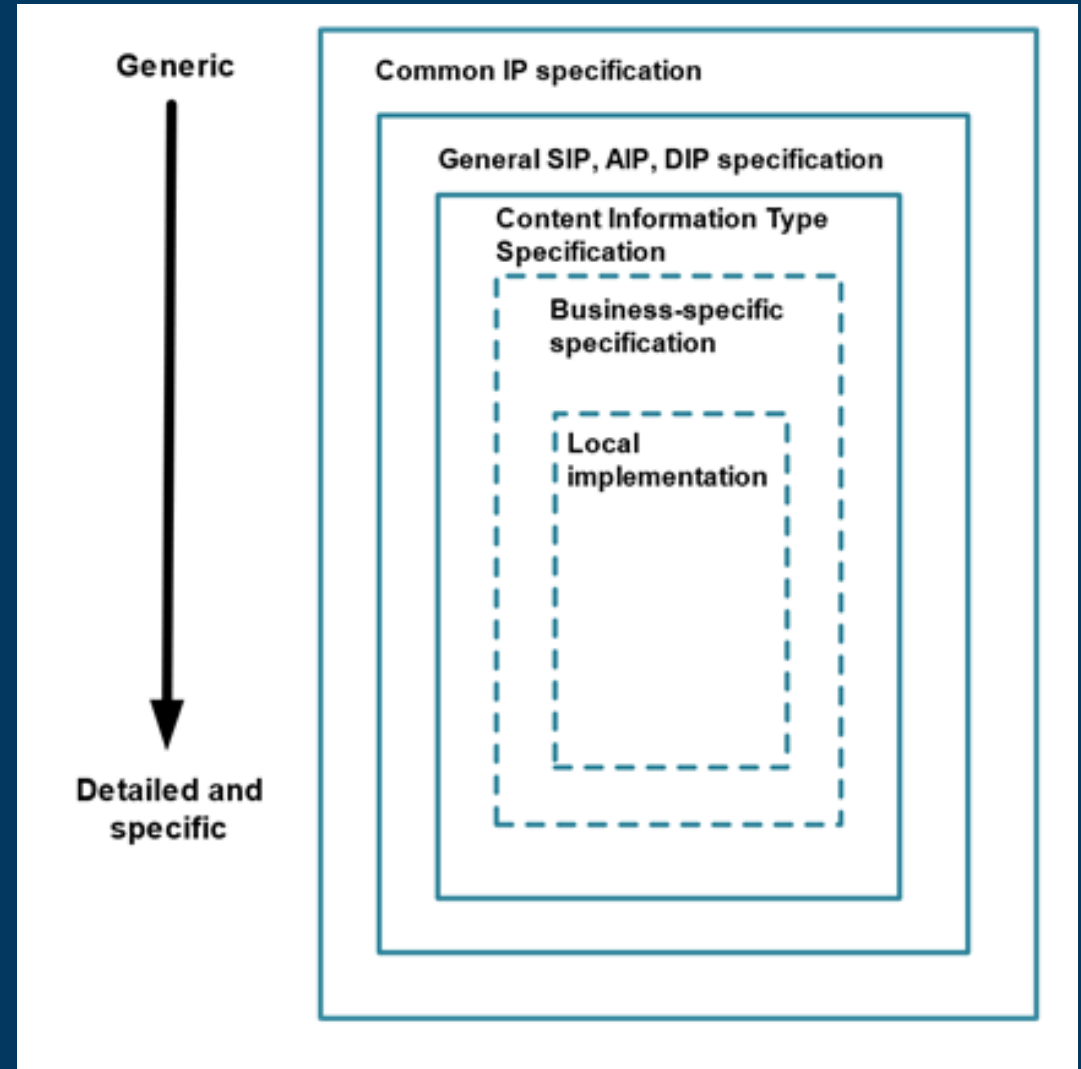 Generic
Common IP specification
General SIP, AIP, DIP specification
Content Information Type
Specification
Business-specific
specification
Local
implementation
Detailed and
specific